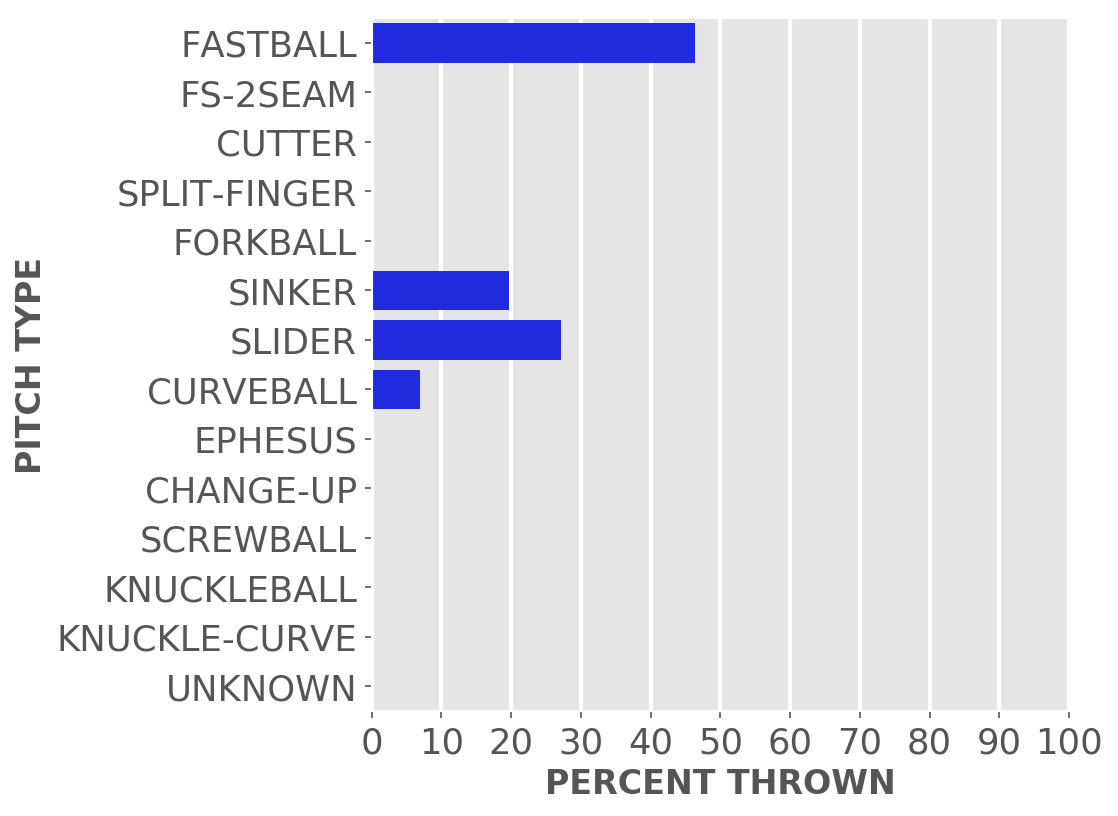 FASTBALL
FS-2SEAM
CUTTER
SPLIT-FINGER
FORKBALL
SINKER
SLIDER
CURVEBALL
EPHESUS
CHANGE-UP
SCREWBALL
KNUCKLEBALL
KNUCKLE-CURVE
UNKNOWN
PITCH TYPE
0 10 20 30 40 50 60 70 80 90 100
PERCENT THROWN